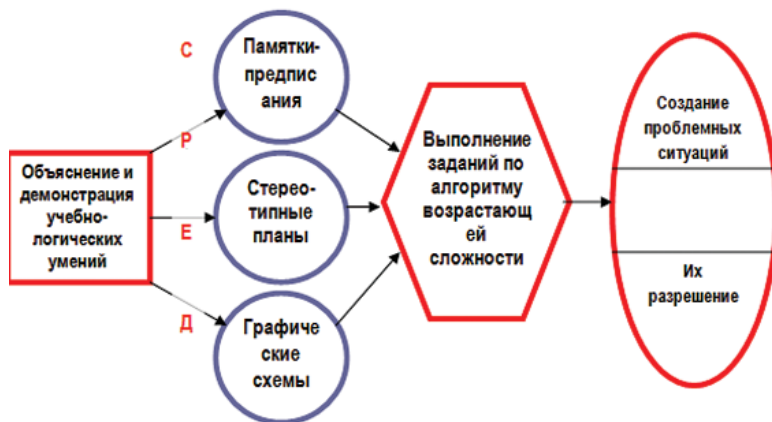 Объяснение и
демонстрация
учебно-
логических
умений
С
Р
Е
Д
Памятки-
предпис
ания
Стерео-
типные
планы
Графиче
ские
схемы
Выполнение
заданий по
алгоритму
возрастающ
ей
сложности
Создание
проблемных
ситуаций
Их
разрешение